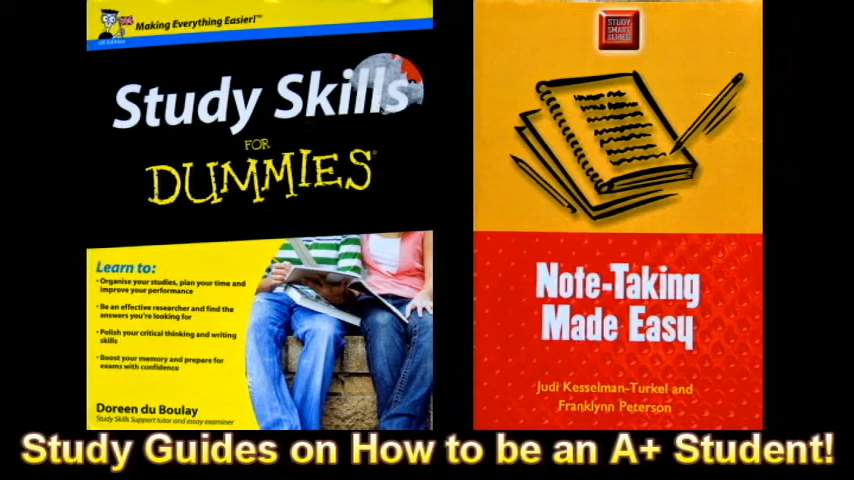 Making Everything Easier!™
UK Edition
Study Skills
FOR
DUMMIES®
Learn to:
• Organise your studies, plan your time and
improve your performance
• Be an effective researcher and find the
answers you're looking for
• Polish your critical thinking and writing
skills
• Boost your memory and prepare for
exams with confidence
Doreen du Boulay
Study Skills Support tutor and essay examiner
STUDY
SMART
SERIES
Note-Taking
Made Easy
Judi Kesselman-Turkel and
Franklynn Peterson
Study Guides on How to be an A+ Student!